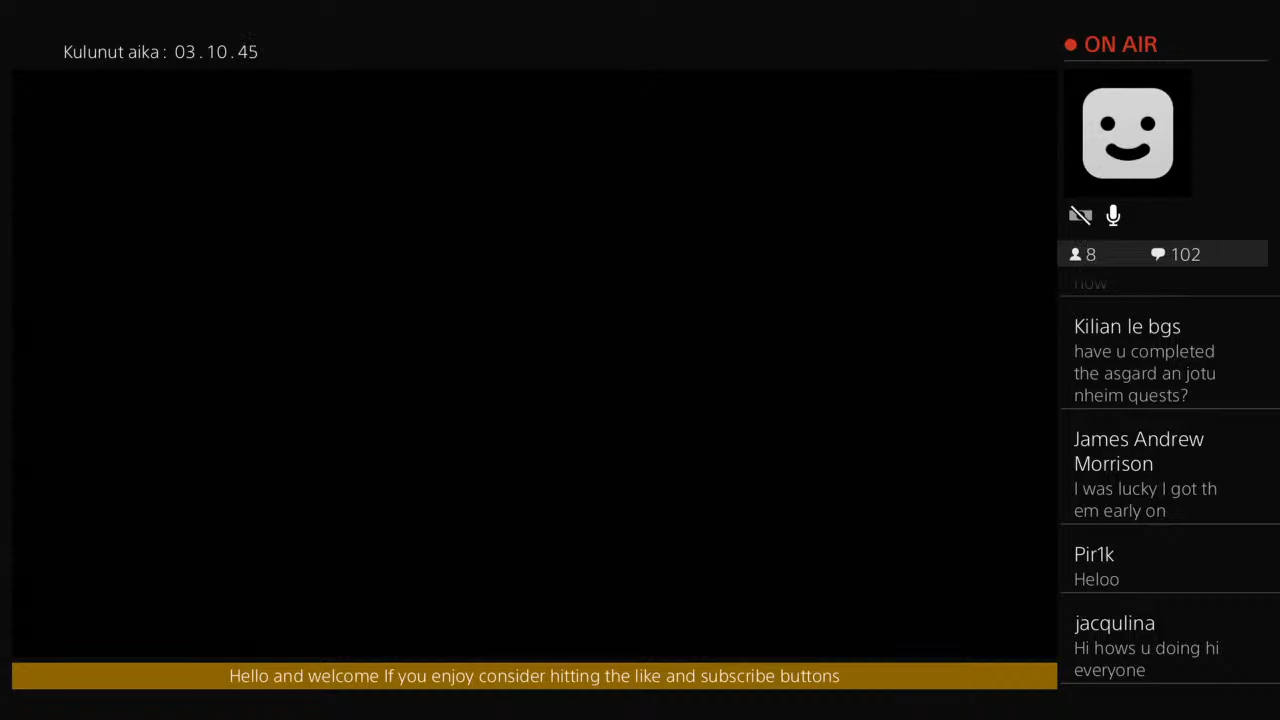 Kulunut aika : 03 . 10 . 45
ON AIR
8
102
now
Kilian le bgs
have u completed
the asgard an jotu
nheim quests?
James Andrew
Morrison
I was lucky I got th
em early on
Pir1k
Heloo
jacqulina
Hi hows u doing hi
everyone
Hello and welcome If you enjoy consider hitting the like and subscribe buttons